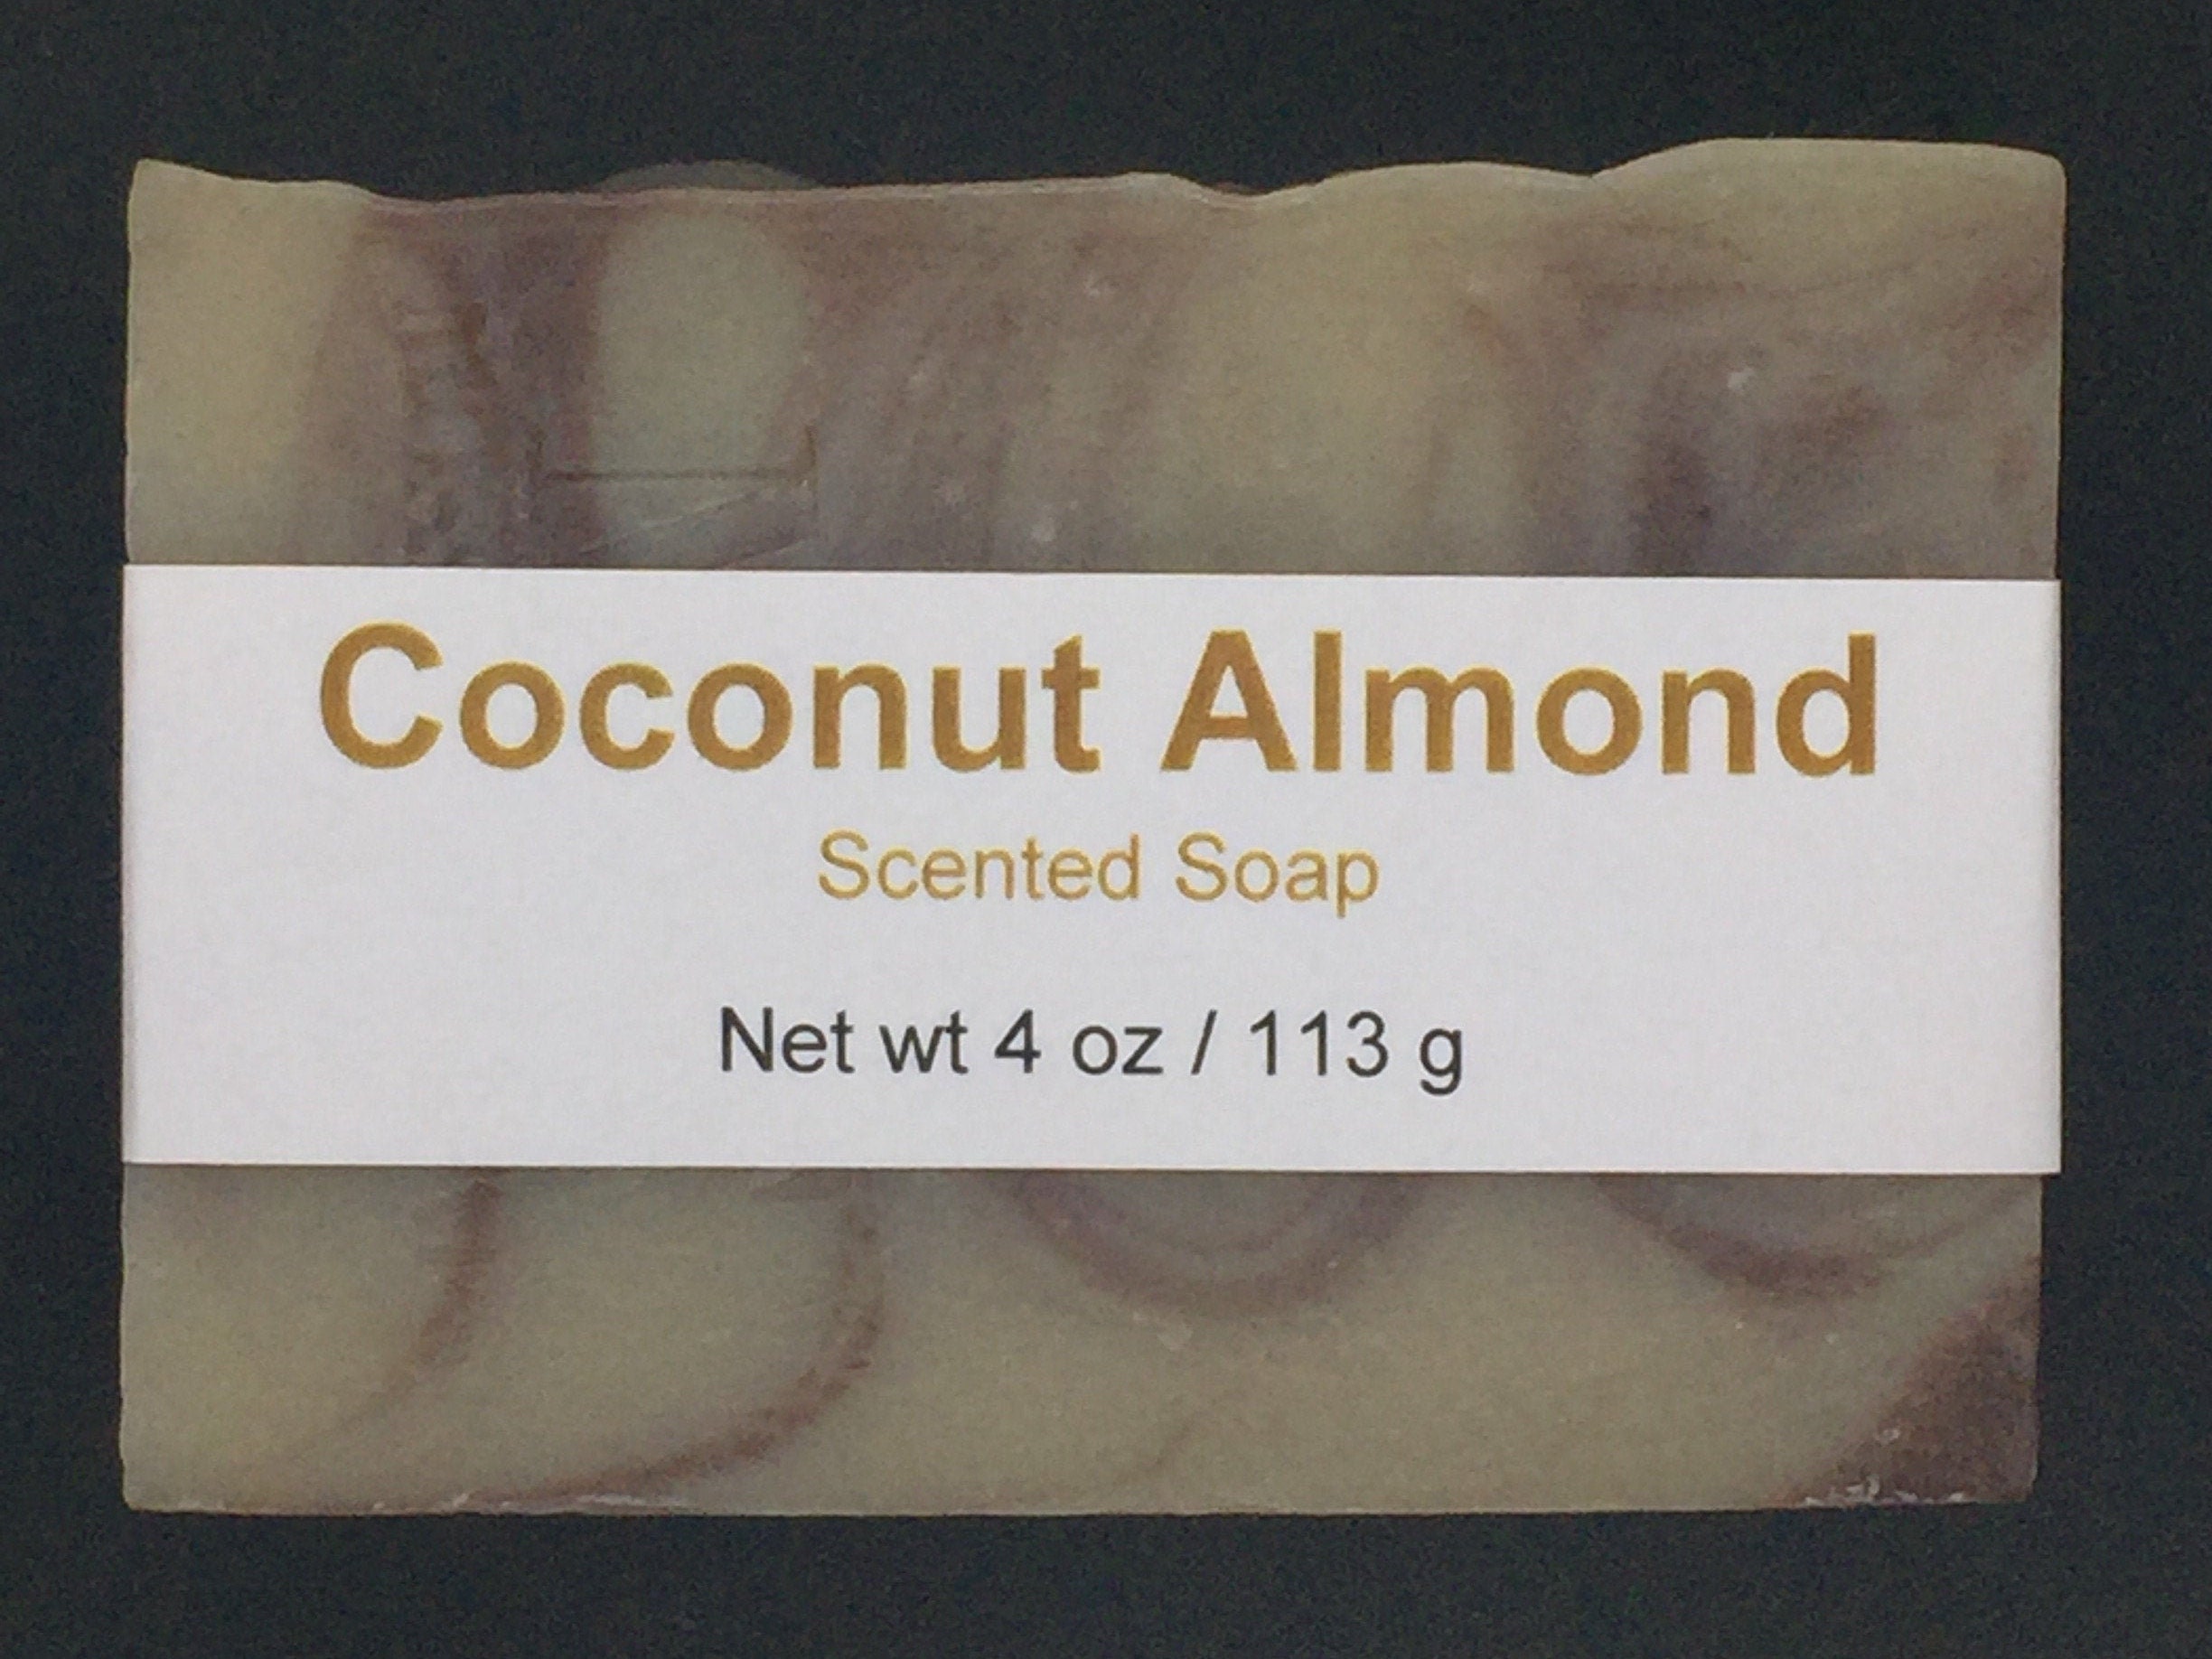 Coconut Almond
Scented Soap
Net wt 4 oz / 113 g